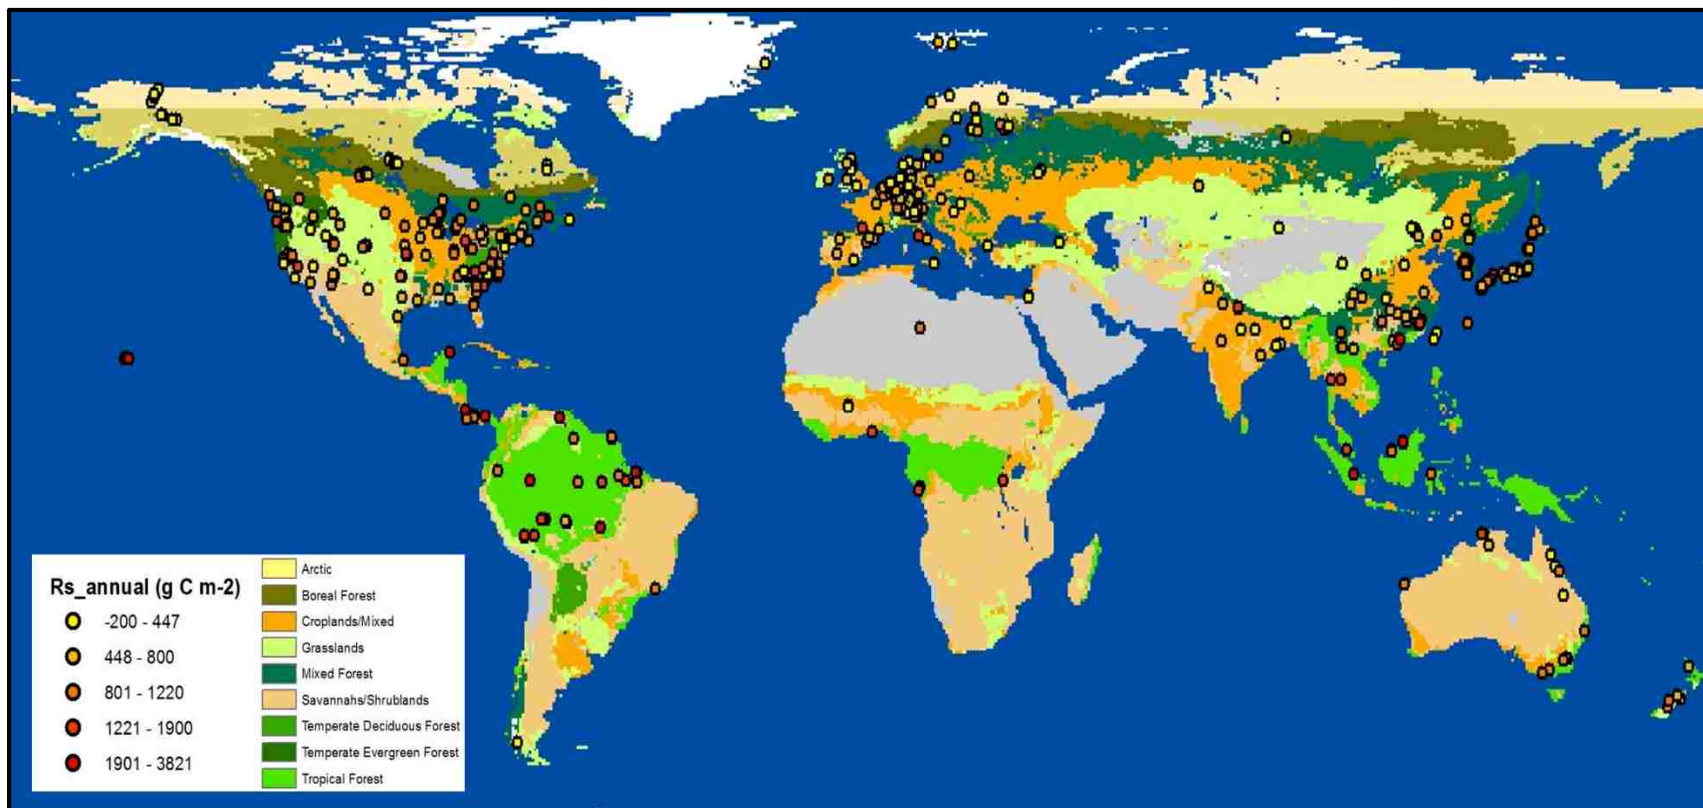 Rs_annual (g C m-2)
-200 - 447
448 - 800
801 - 1220
1221 - 1900
1901 - 3821
Arctic
Boreal Forest
Croplands/Mixed
Grasslands
Mixed Forest
Savannahs/Shrublands
Temperate Deciduous Forest
Temperate Evergreen Forest
Tropical Forest